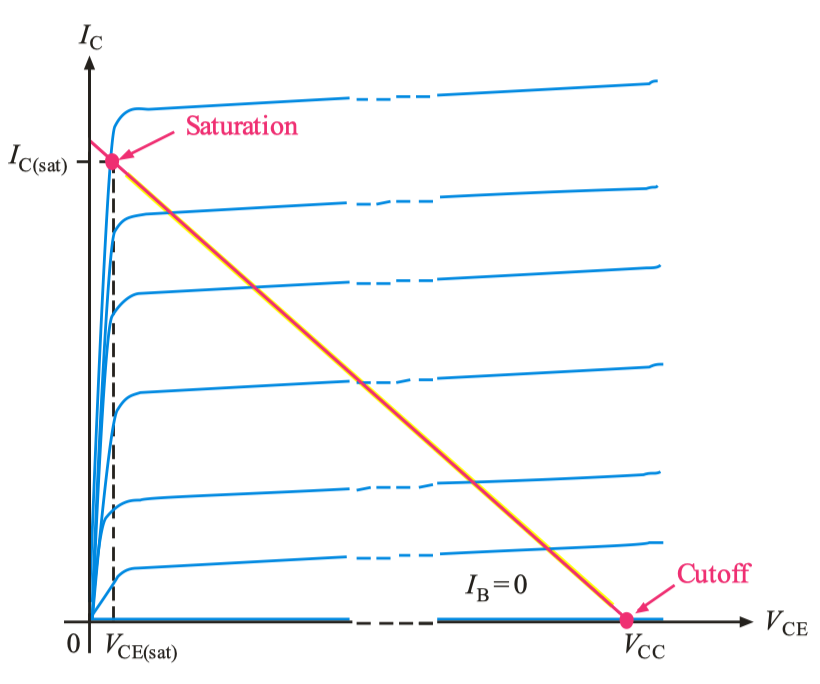 I_C
Saturation
I_C(sat)
I_B=0
Cutoff
V_CE
0
V_CE(sat)
V_CC